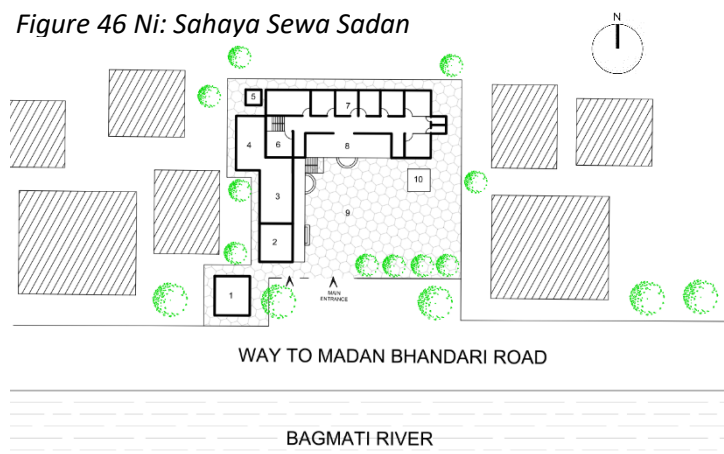 Figure 46 Ni: Sahaya Sewa Sadan
N
5
7
4
6
8
10
3
9
2
1
MAIN
ENTRANCE
WAY TO MADAN BHANDARI ROAD
BAGMATI RIVER